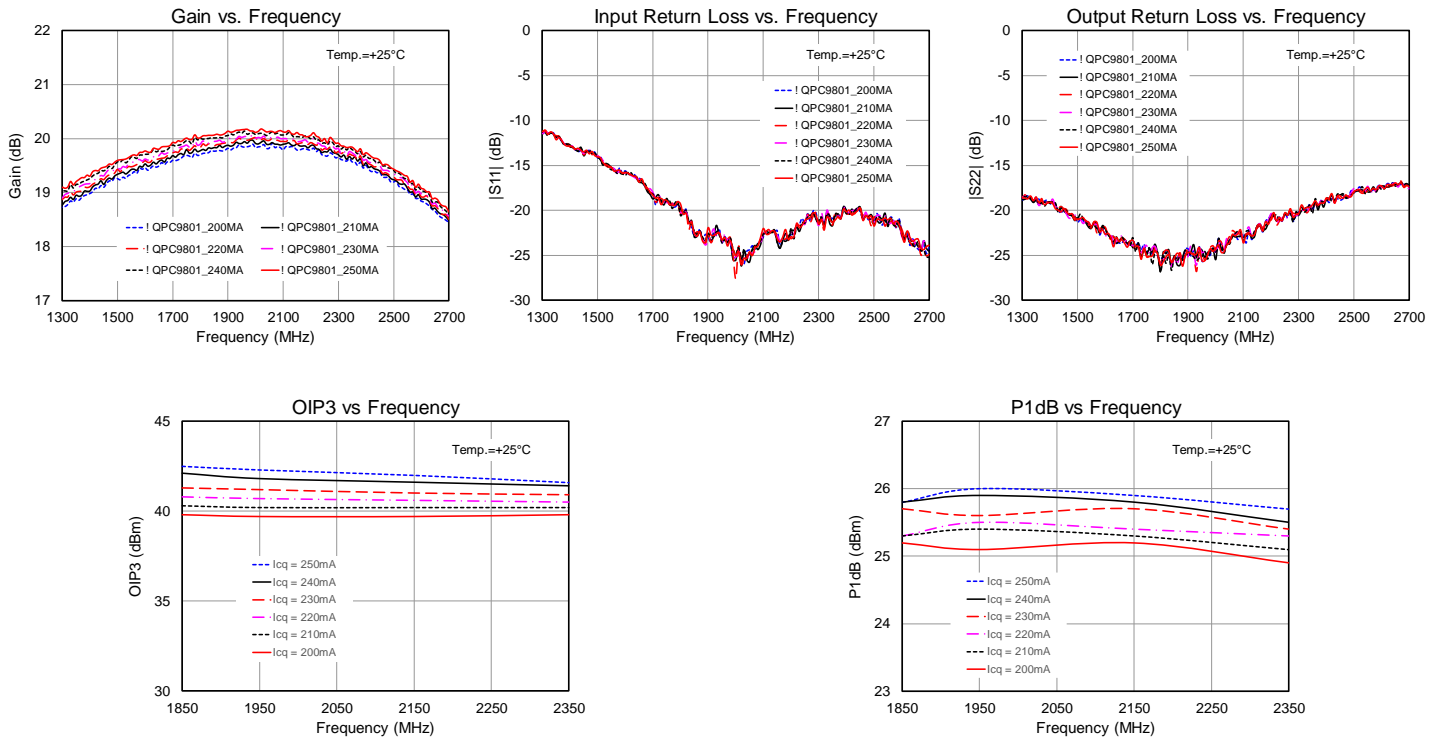 Gain vs. Frequency
22
21
20
19
18
17
Gain (dB)
Temp.=+25°C
! QPC9801_200MA
! QPC9801_210MA
! QPC9801_220MA
! QPC9801_230MA
! QPC9801_240MA
! QPC9801_250MA
1300 1500 1700 1900 2100 2300 2500 2700
Frequency (MHz)
Input Return Loss vs. Frequency
0
-5
-10
-15
-20
-25
-30
|S11| (dB)
Temp.=+25°C
! QPC9801_200MA
! QPC9801_210MA
! QPC9801_220MA
! QPC9801_230MA
! QPC9801_240MA
! QPC9801_250MA
1300 1500 1700 1900 2100 2300 2500 2700
Frequency (MHz)
Output Return Loss vs. Frequency
0
-5
-10
-15
-20
-25
-30
|S22| (dB)
Temp.=+25°C
! QPC9801_200MA
! QPC9801_210MA
! QPC9801_220MA
! QPC9801_230MA
! QPC9801_240MA
! QPC9801_250MA
1300 1500 1700 1900 2100 2300 2500 2700
Frequency (MHz)
OIP3 vs Frequency
45
40
35
30
OIP3 (dBm)
Temp.=+25°C
Icq = 250mA
Icq = 240mA
Icq = 230mA
Icq = 220mA
Icq = 210mA
Icq = 200mA
1850 1950 2050 2150 2250 2350
Frequency (MHz)
P1dB vs Frequency
27
26
25
24
23
P1dB (dBm)
Temp.=+25°C
Icq = 250mA
Icq = 240mA
Icq = 230mA
Icq = 220mA
Icq = 210mA
Icq = 200mA
1850 1950 2050 2150 2250 2350
Frequency (MHz)